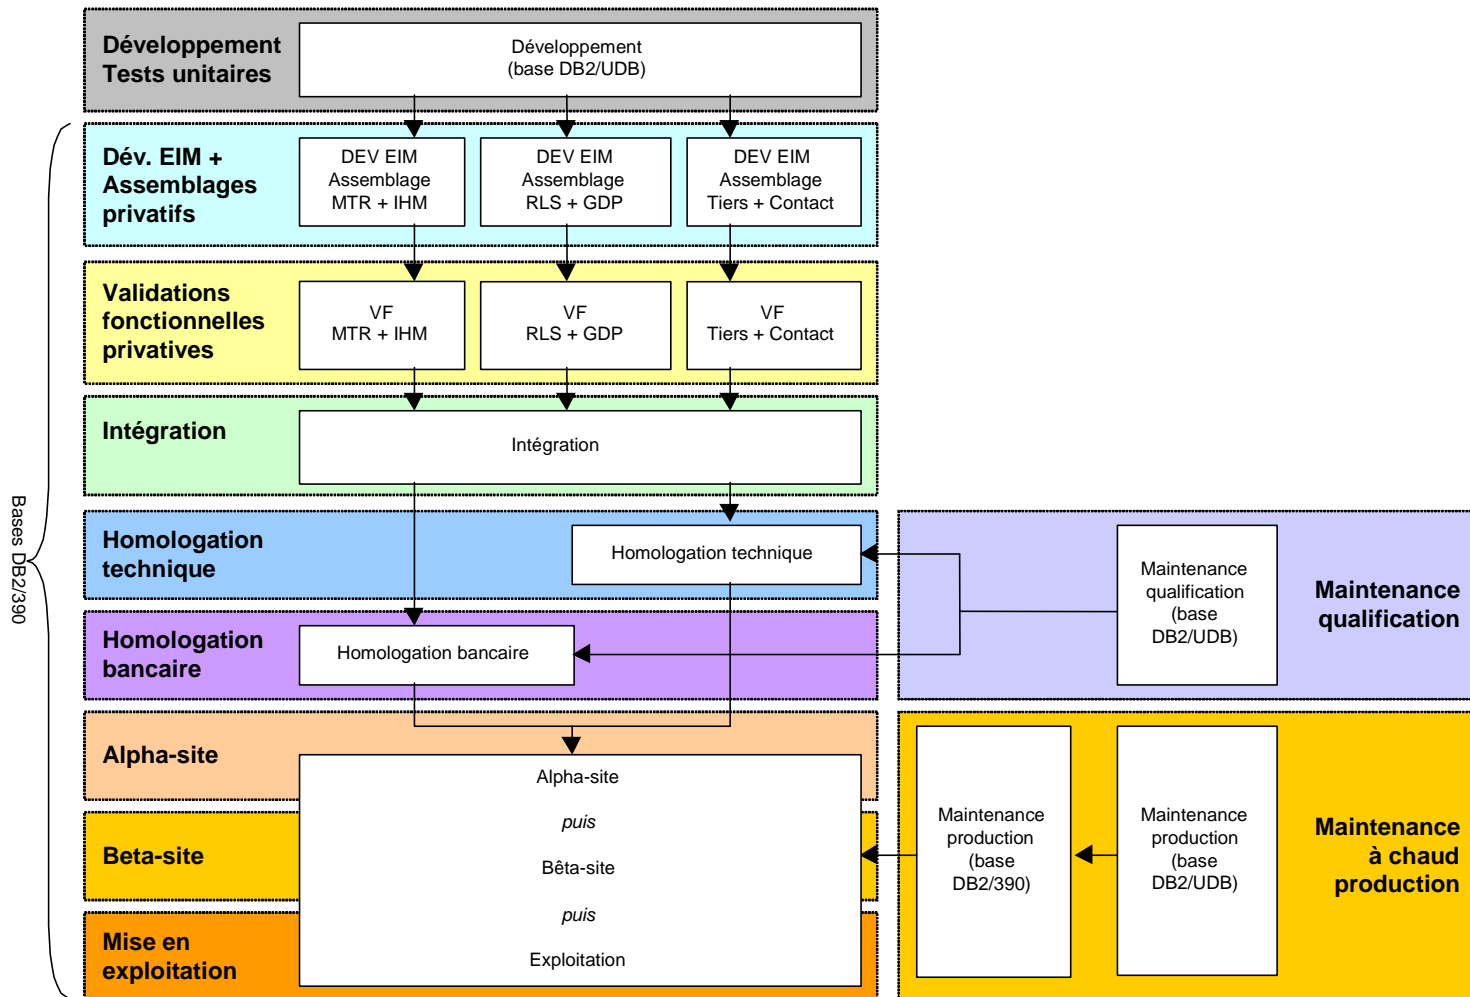 Développement
Tests unitaires
Développement
(base DB2/UDB)
Dév. EIM +
Assemblages
privatifs
DEV EIM
Assemblage
MTR + IHM
DEV EIM
Assemblage
RLS + GDP
DEV EIM
Assemblage
Tiers + Contact
Validations
fonctionnelles
privatives
VF
MTR + IHM
VF
RLS + GDP
VF
Tiers + Contact
Intégration
Intégration
Bases DB2/390
Homologation
technique
Homologation technique
Maintenance
qualification
(base
DB2/UDB)
Maintenance
qualification
Homologation
bancaire
Homologation bancaire
Alpha-site
Alpha-site
puis
Beta-site
Bêta-site
puis
Mise en
exploitation
Exploitation
Maintenance
production
(base
DB2/390)
Maintenance
production
(base
DB2/UDB)
Maintenance
à chaud
production